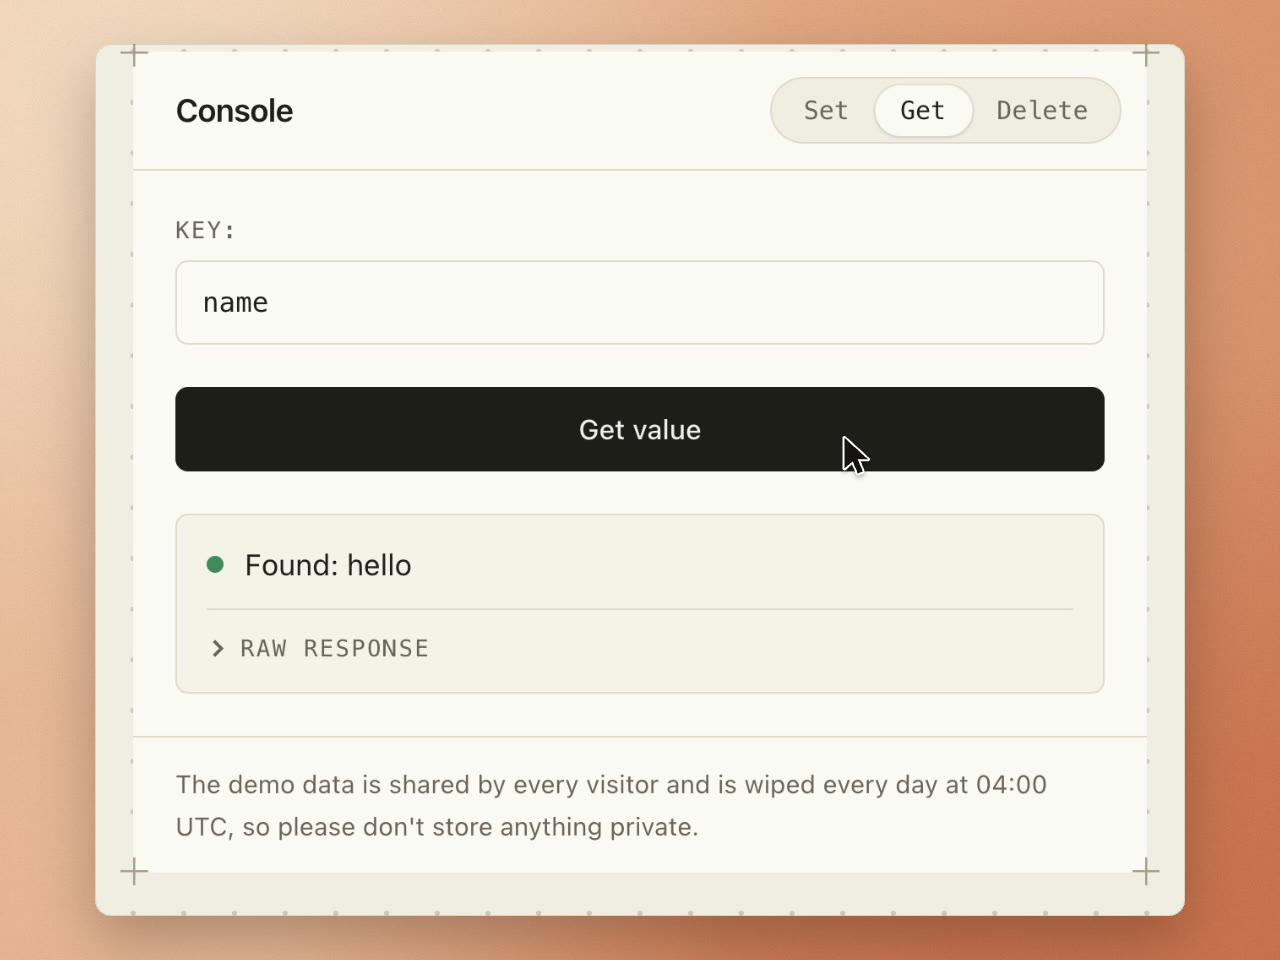 Console
Set Get Delete
KEY:
name
Get value
Found: hello
RAW RESPONSE
The demo data is shared by every visitor and is wiped every day at 04:00
UTC, so please don't store anything private.